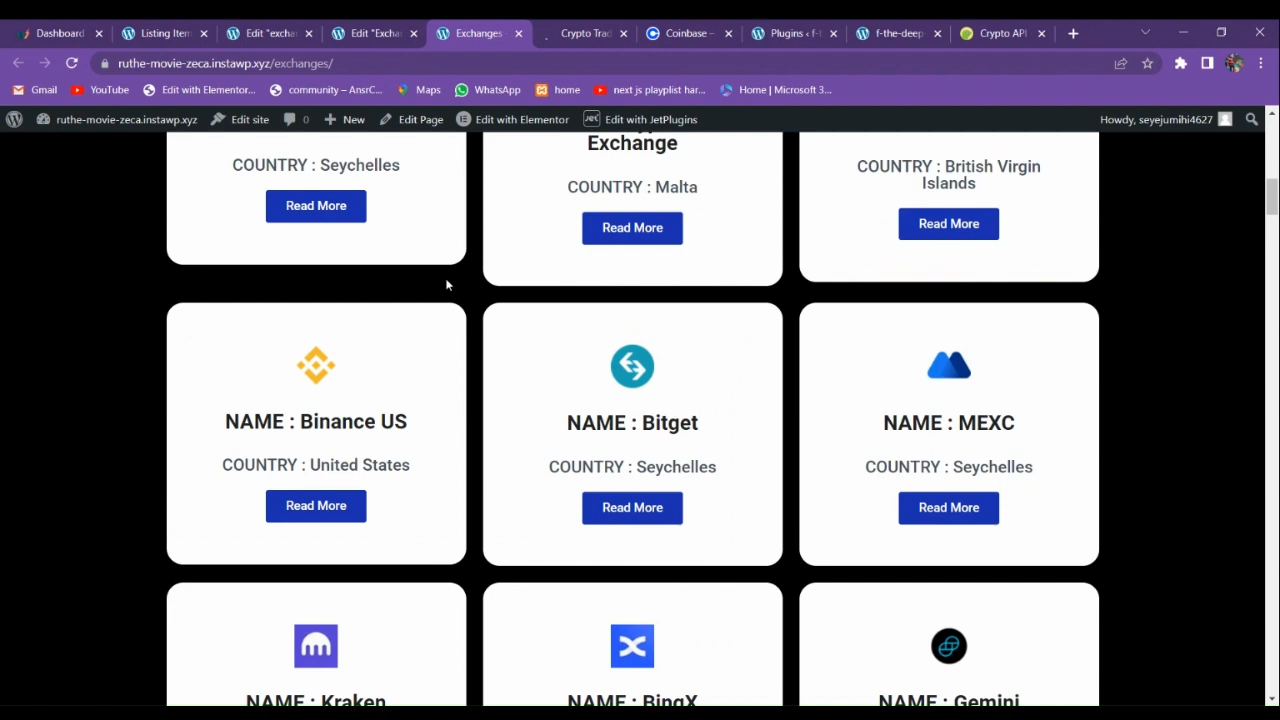 Dashboard
Listing Item
Edit "exchan
Edit "Exchan
Exchanges -
Crypto Trad
Coinbase –
Plugins ‹ f-t
f-the-deep-
Crypto API
ruthe-movie-zeca.instawp.xyz/exchanges/
Gmail
YouTube
Edit with Elementor...
community – AnsrC...
Maps
WhatsApp
home
next js playlist har...
Home | Microsoft 3...
ruthe-movie-zeca.instawp.xyz
Edit site
0
New
Edit Page
Edit with Elementor
Jet
Edit with JetPlugins
Howdy, seyejumihi4627
COUNTRY : Seychelles
Read More
Exchange
COUNTRY : Malta
Read More
COUNTRY : British Virgin
Islands
Read More
NAME : Binance US
COUNTRY : United States
Read More
NAME : Bitget
COUNTRY : Seychelles
Read More
NAME : MEXC
COUNTRY : Seychelles
Read More
NAME : Kraken
NAME : BingX
NAME : Gemini